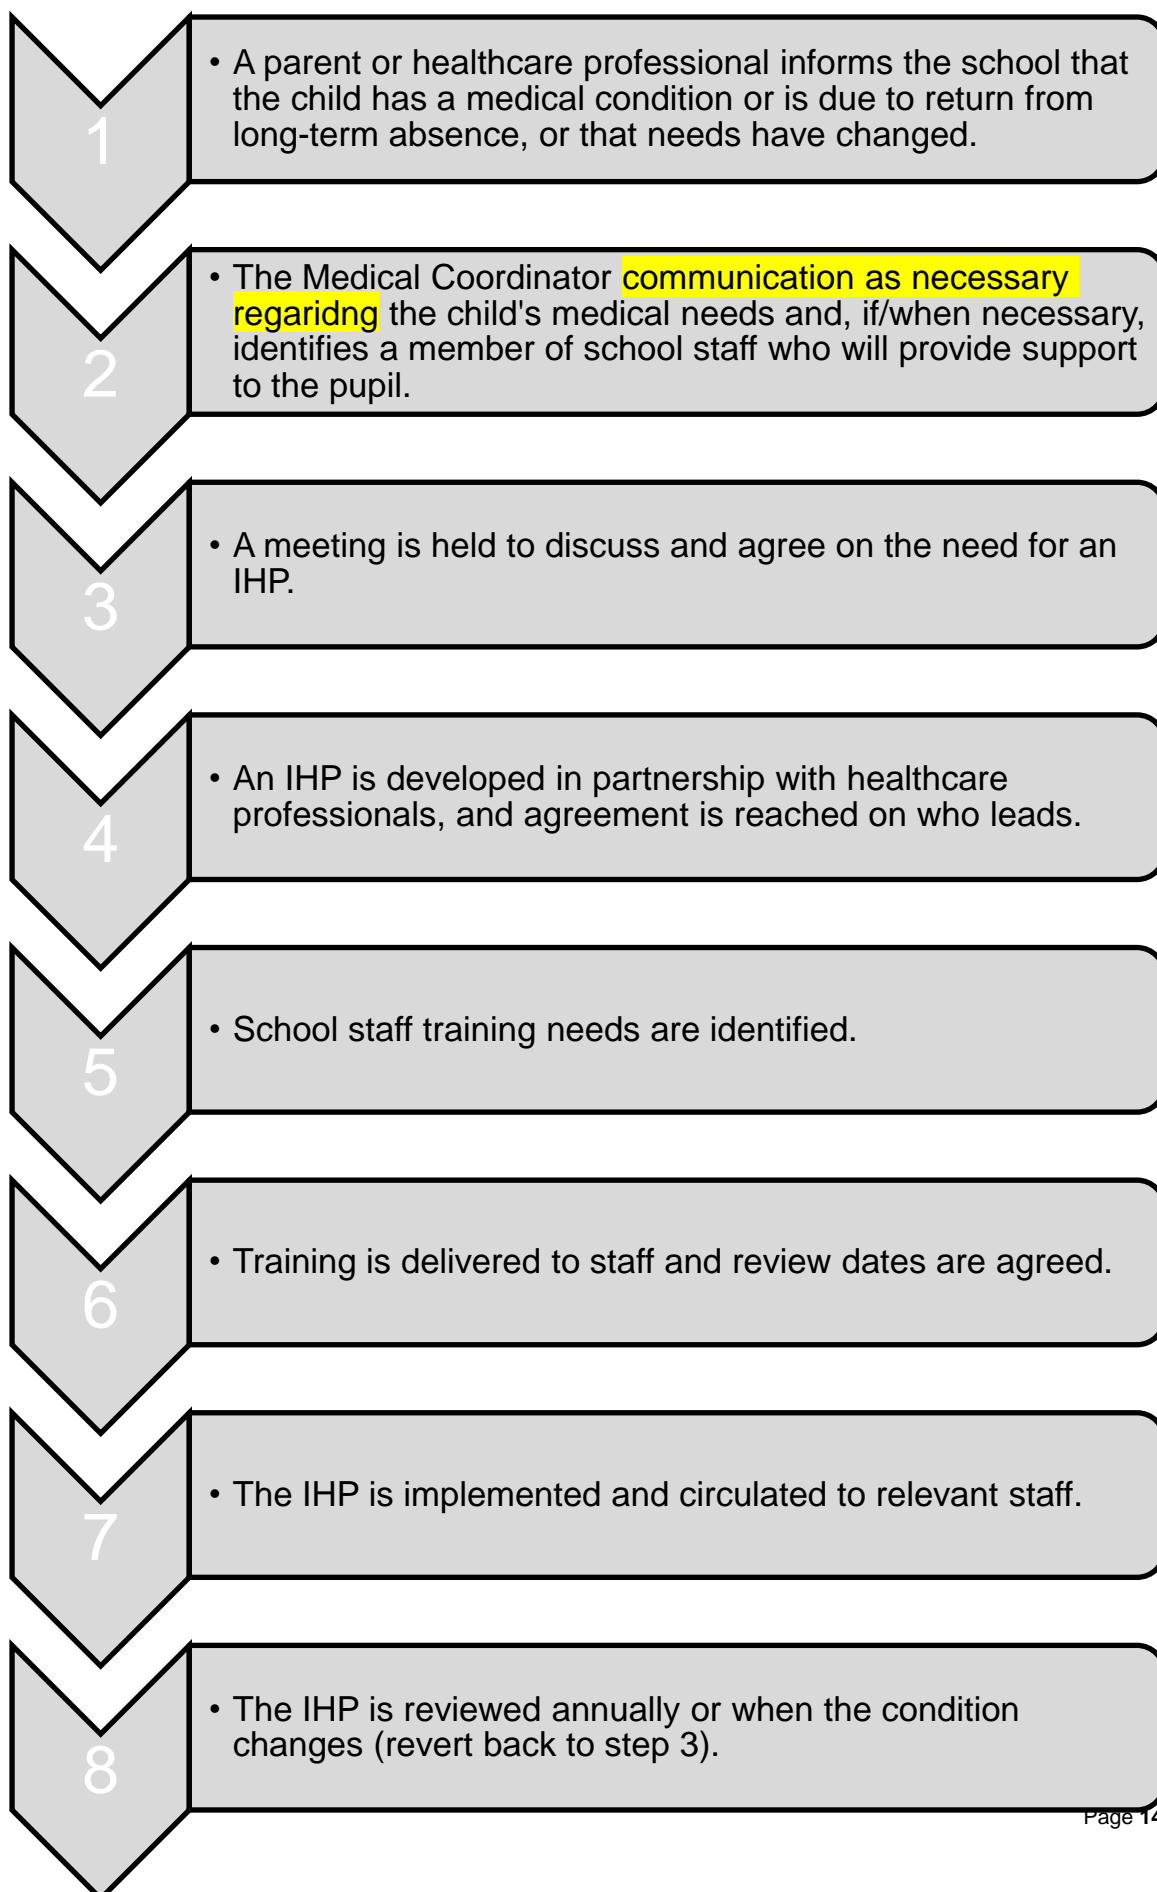 1
• A parent or healthcare professional informs the school that
the child has a medical condition or is due to return from
long-term absence, or that needs have changed.
2
• The Medical Coordinator communication as necessary
regaridng the child's medical needs and, if/when necessary,
identifies a member of school staff who will provide support
to the pupil.
3
• A meeting is held to discuss and agree on the need for an
IHP.
4
• An IHP is developed in partnership with healthcare
professionals, and agreement is reached on who leads.
5
• School staff training needs are identified.
6
• Training is delivered to staff and review dates are agreed.
7
• The IHP is implemented and circulated to relevant staff.
8
• The IHP is reviewed annually or when the condition
changes (revert back to step 3).
Page 14